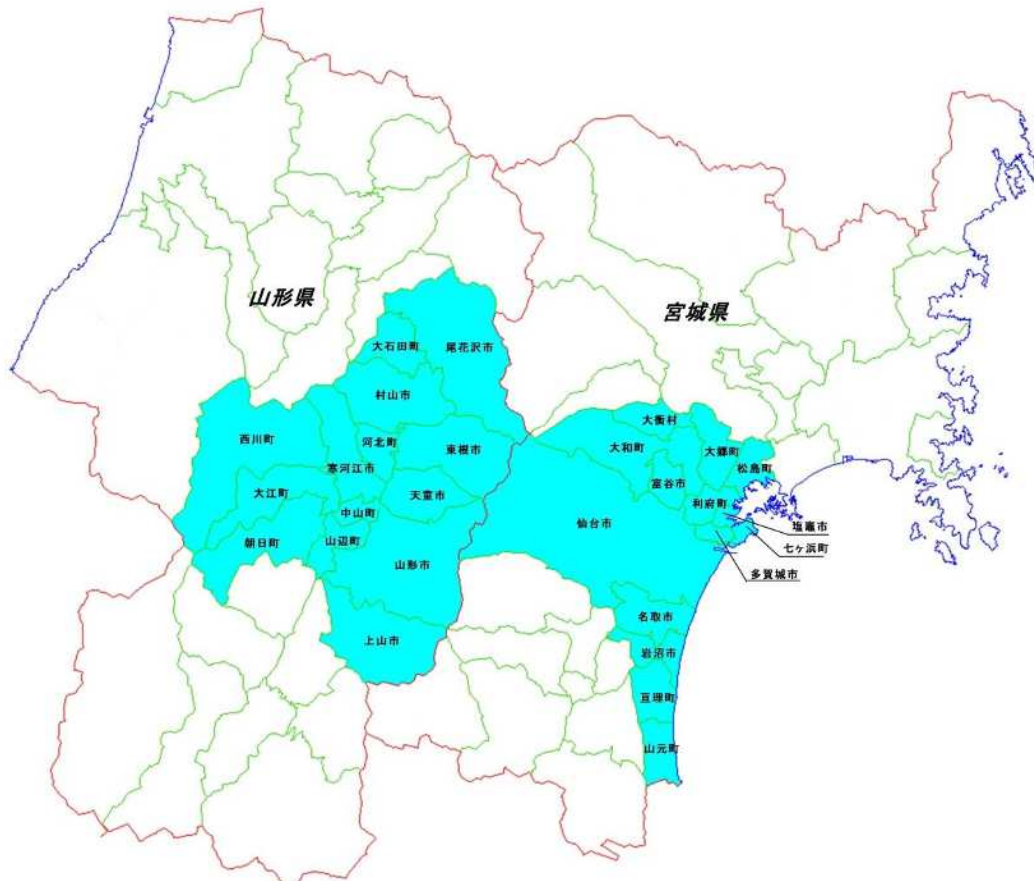 山形県
宮城県
大石田町
尾花沢市
村山市
西川町
河北町
東根市
寒河江市
大江町
天童市
中山町
朝日町
山辺町
山形市
上山市
大衡村
大和町
大郷町
松島町
富谷市
利府町
仙台市
塩竈市
七ヶ浜町
多賀城市
名取市
岩沼市
亘理町
山元町